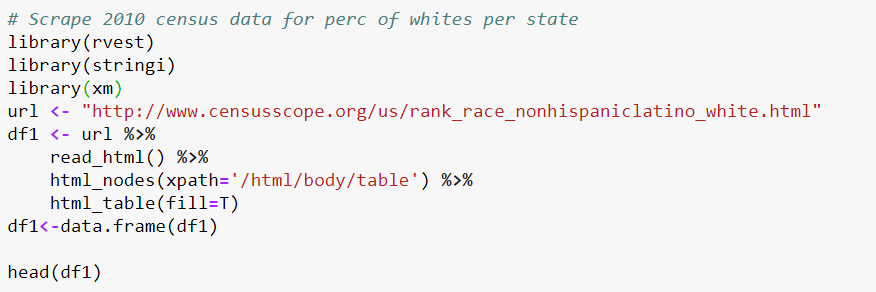 # Scrape 2010 census data for perc of whites per state
library(rvest)
library(stringi)
library(xm)
url <- "http://www.censusscope.org/us/rank_race_nonhispaniclatino_white.html"
df1 <- url %>%
    read_html() %>%
    html_nodes(xpath='/html/body/table') %>%
    html_table(fill=T)
df1<-data.frame(df1)

head(df1)